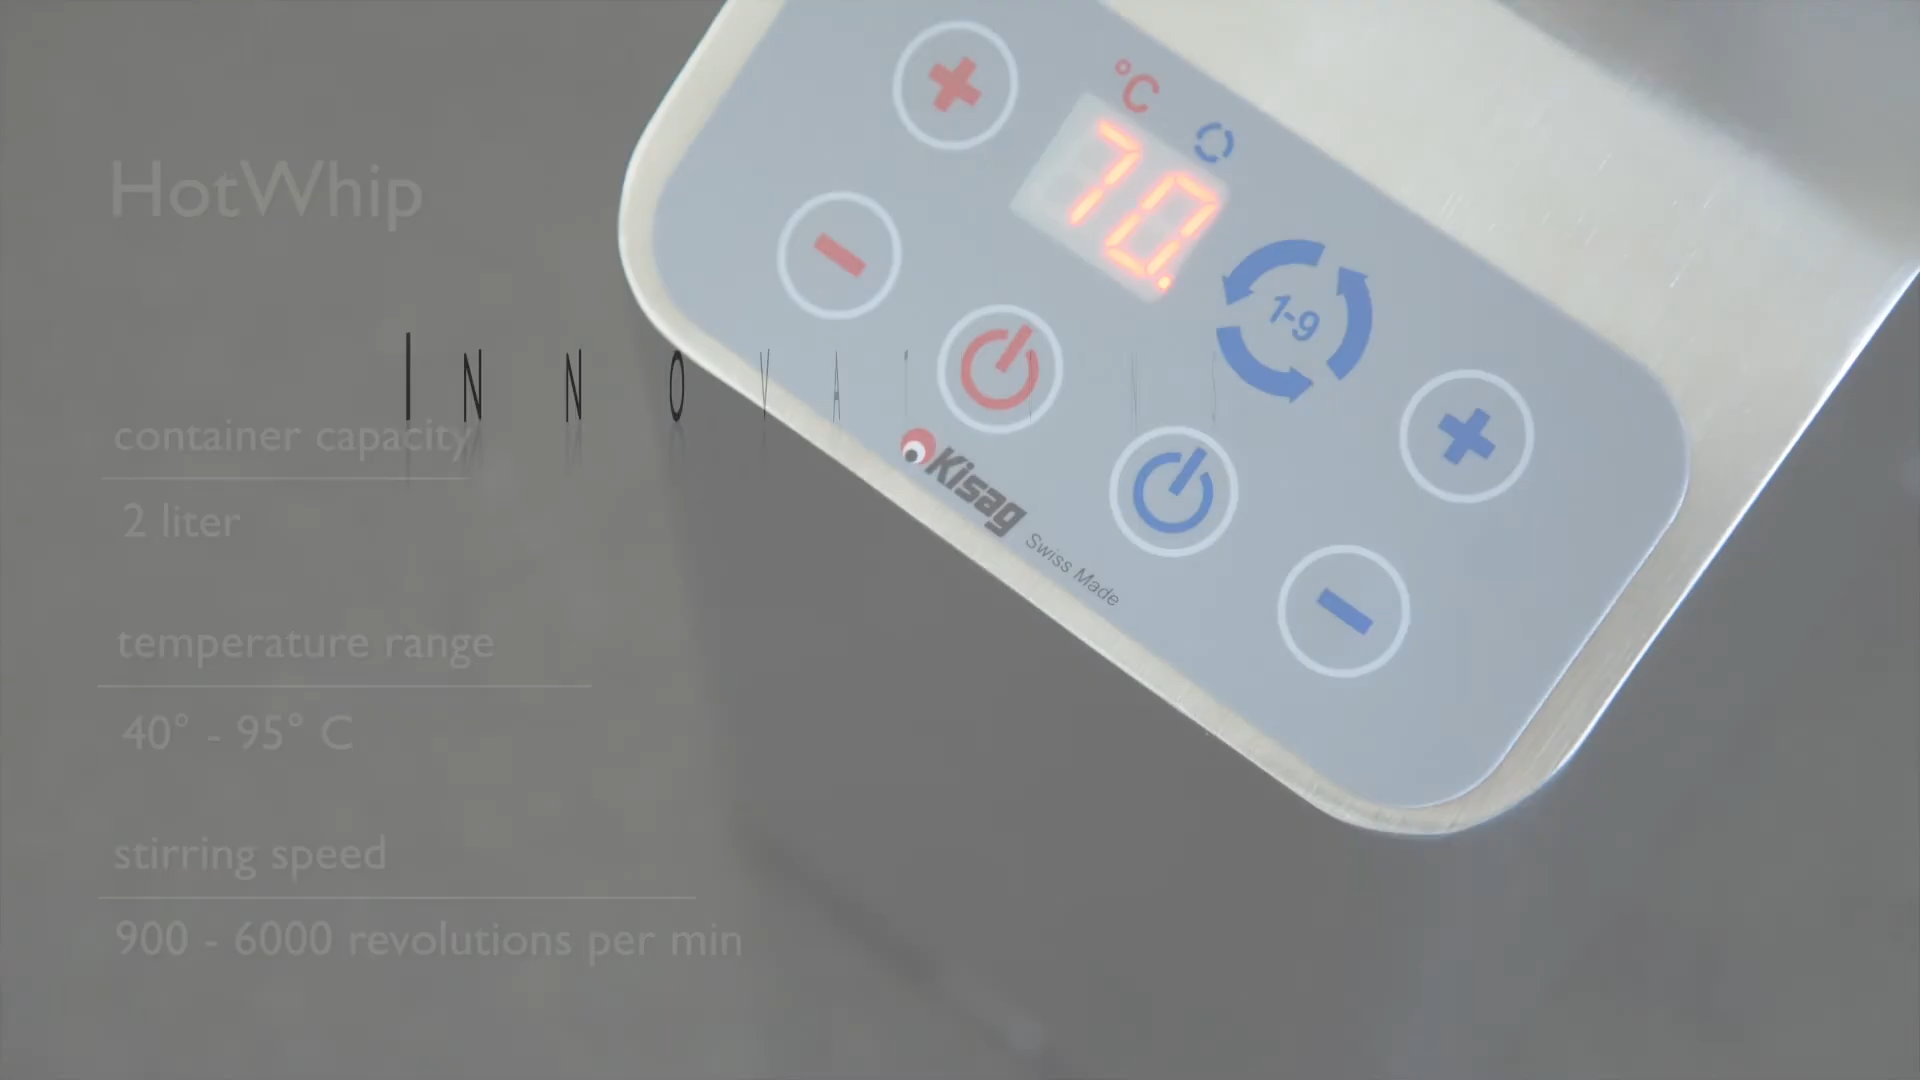 HotWhip
°C
70.
1-9
container capacity
2 liter
Kisag
Swiss Made
temperature range
40° - 95° C
stirring speed
900 - 6000 revolutions per min